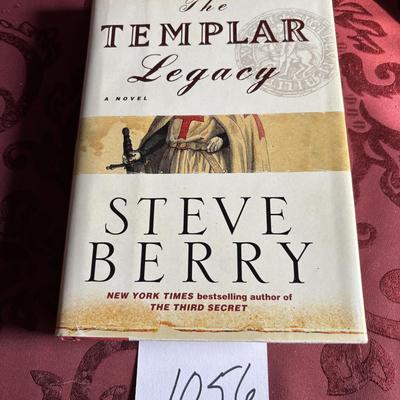 The
TEMPLAR
Legacy
A NOVEL
STEVE
BERRY
NEW YORK TIMES bestselling author of
THE THIRD SECRET
1056